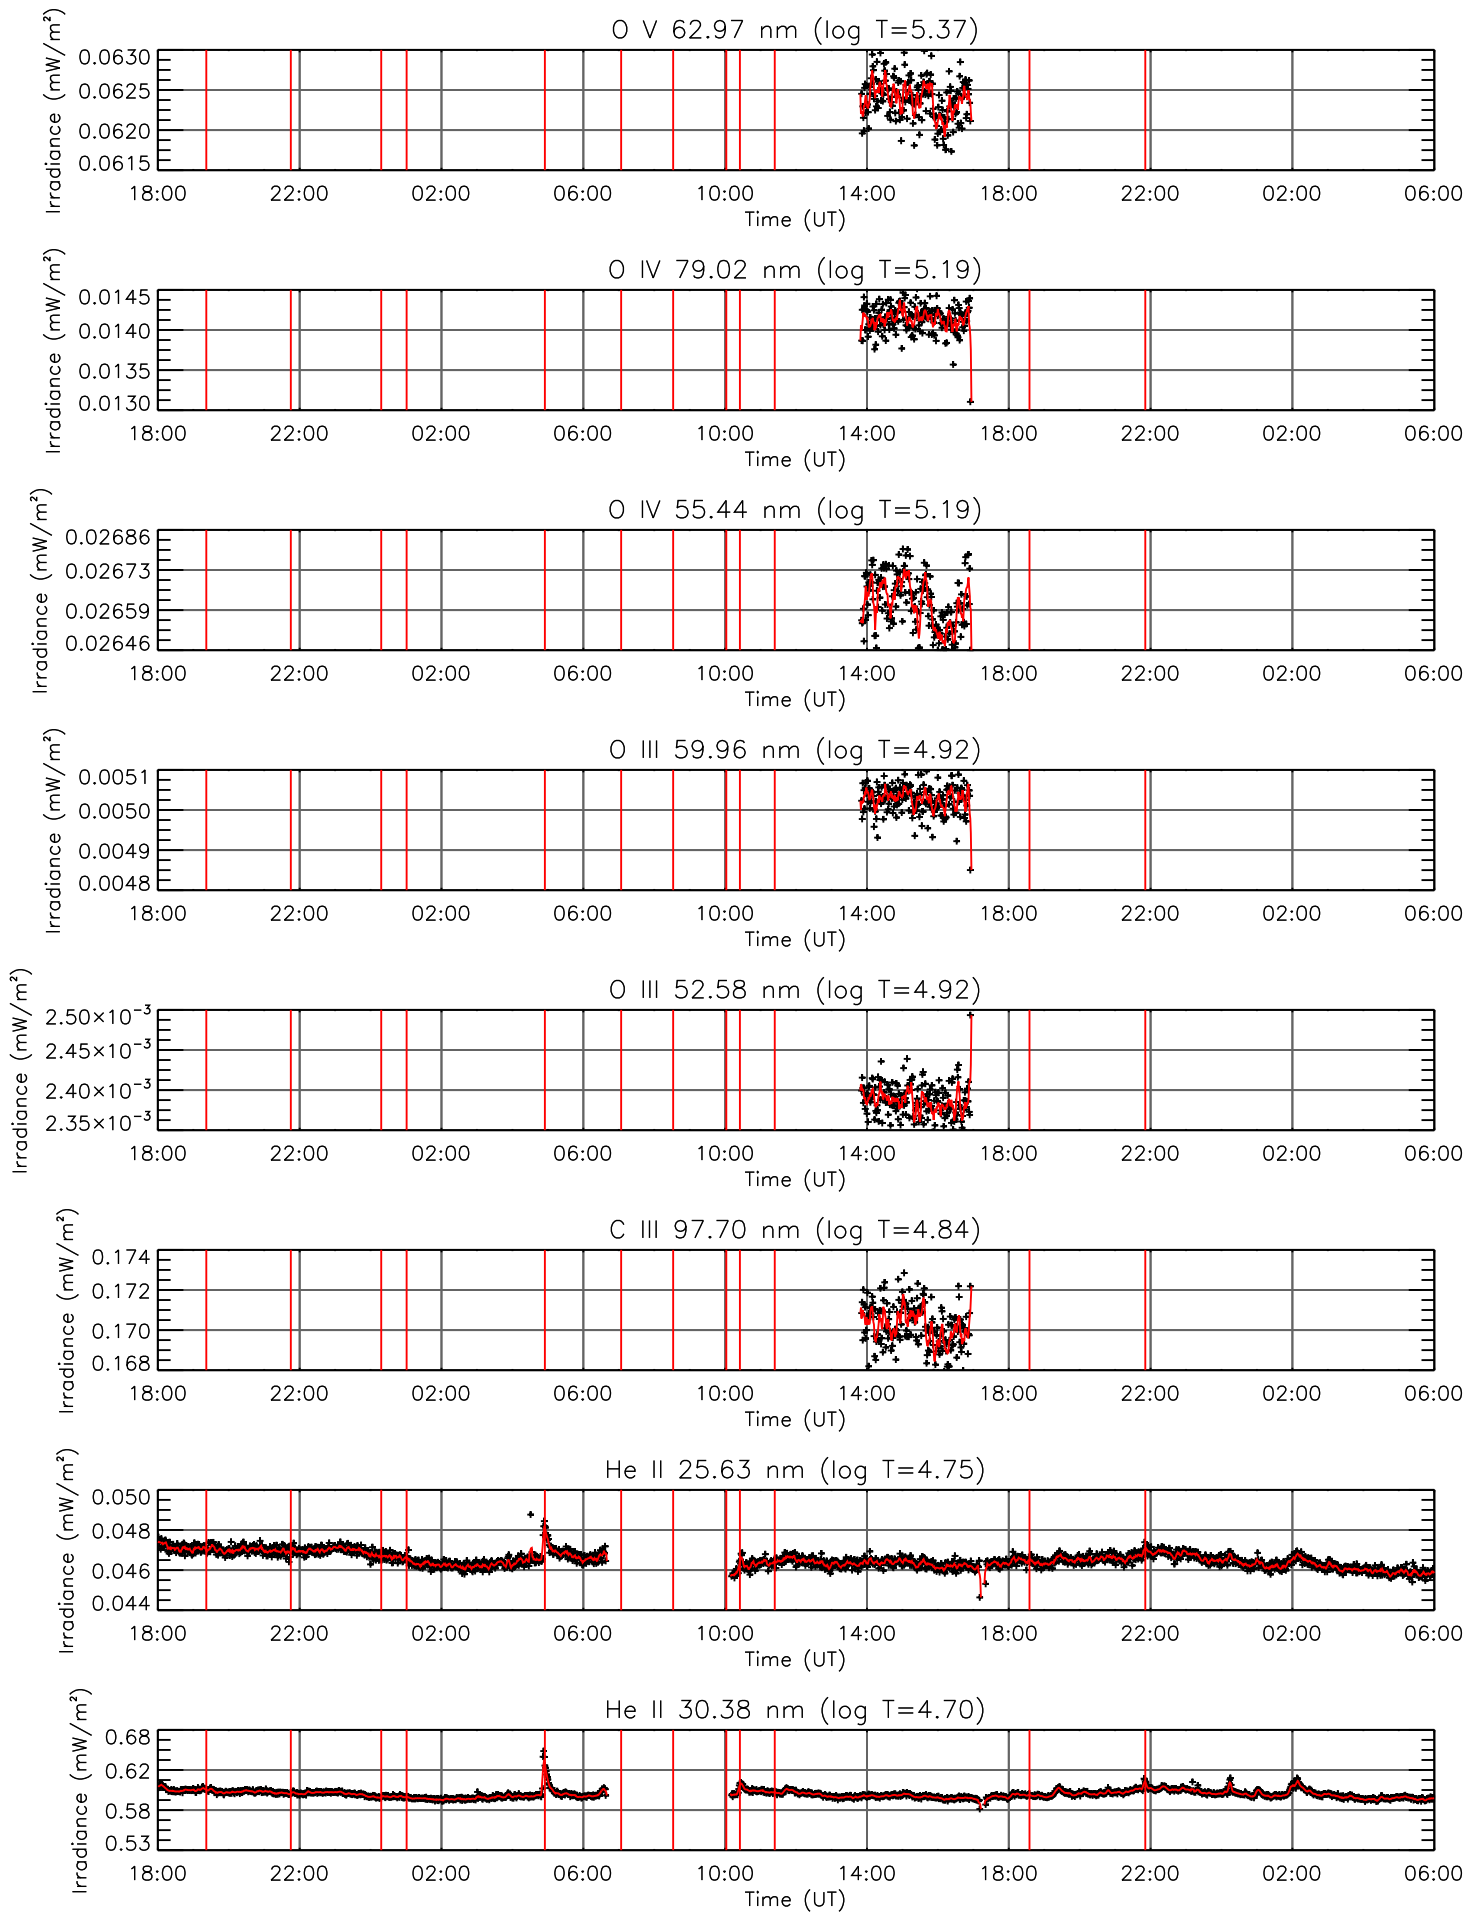 O V 62.97 nm (log T=5.37)
Irradiance (mW/m²)
0.0630
0.0625
0.0620
0.0615
18:00 22:00 02:00 06:00 10:00 14:00 18:00 22:00 02:00 06:00
Time (UT)
O IV 79.02 nm (log T=5.19)
Irradiance (mW/m²)
0.0145
0.0140
0.0135
0.0130
18:00 22:00 02:00 06:00 10:00 14:00 18:00 22:00 02:00 06:00
Time (UT)
O IV 55.44 nm (log T=5.19)
Irradiance (mW/m²)
0.02686
0.02673
0.02659
0.02646
18:00 22:00 02:00 06:00 10:00 14:00 18:00 22:00 02:00 06:00
Time (UT)
O III 59.96 nm (log T=4.92)
Irradiance (mW/m²)
0.0051
0.0050
0.0049
0.0048
18:00 22:00 02:00 06:00 10:00 14:00 18:00 22:00 02:00 06:00
Time (UT)
O III 52.58 nm (log T=4.92)
Irradiance (mW/m²)
2.50×10⁻³
2.45×10⁻³
2.40×10⁻³
2.35×10⁻³
18:00 22:00 02:00 06:00 10:00 14:00 18:00 22:00 02:00 06:00
Time (UT)
C III 97.70 nm (log T=4.84)
Irradiance (mW/m²)
0.174
0.172
0.170
0.168
18:00 22:00 02:00 06:00 10:00 14:00 18:00 22:00 02:00 06:00
Time (UT)
He II 25.63 nm (log T=4.75)
Irradiance (mW/m²)
0.050
0.048
0.046
0.044
18:00 22:00 02:00 06:00 10:00 14:00 18:00 22:00 02:00 06:00
Time (UT)
He II 30.38 nm (log T=4.70)
Irradiance (mW/m²)
0.68
0.62
0.58
0.53
18:00 22:00 02:00 06:00 10:00 14:00 18:00 22:00 02:00 06:00
Time (UT)